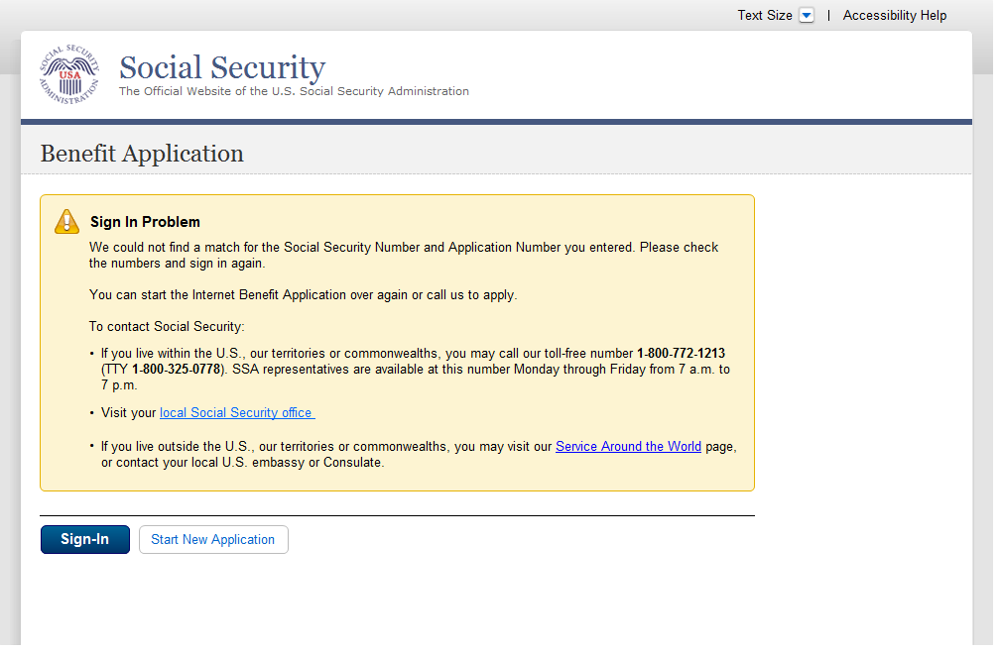 Text Size | Accessibility Help
SOCIAL SECURITY ADMINISTRATION
USA
Social Security
The Official Website of the U.S. Social Security Administration
Benefit Application
Sign In Problem
We could not find a match for the Social Security Number and Application Number you entered. Please check
the numbers and sign in again.
You can start the Internet Benefit Application over again or call us to apply.
To contact Social Security:
• If you live within the U.S., our territories or commonwealths, you may call our toll-free number 1-800-772-1213
(TTY 1-800-325-0778). SSA representatives are available at this number Monday through Friday from 7 a.m. to
7 p.m.
• Visit your local Social Security office
• If you live outside the U.S., our territories or commonwealths, you may visit our Service Around the World page,
or contact your local U.S. embassy or Consulate.
Sign-In
Start New Application